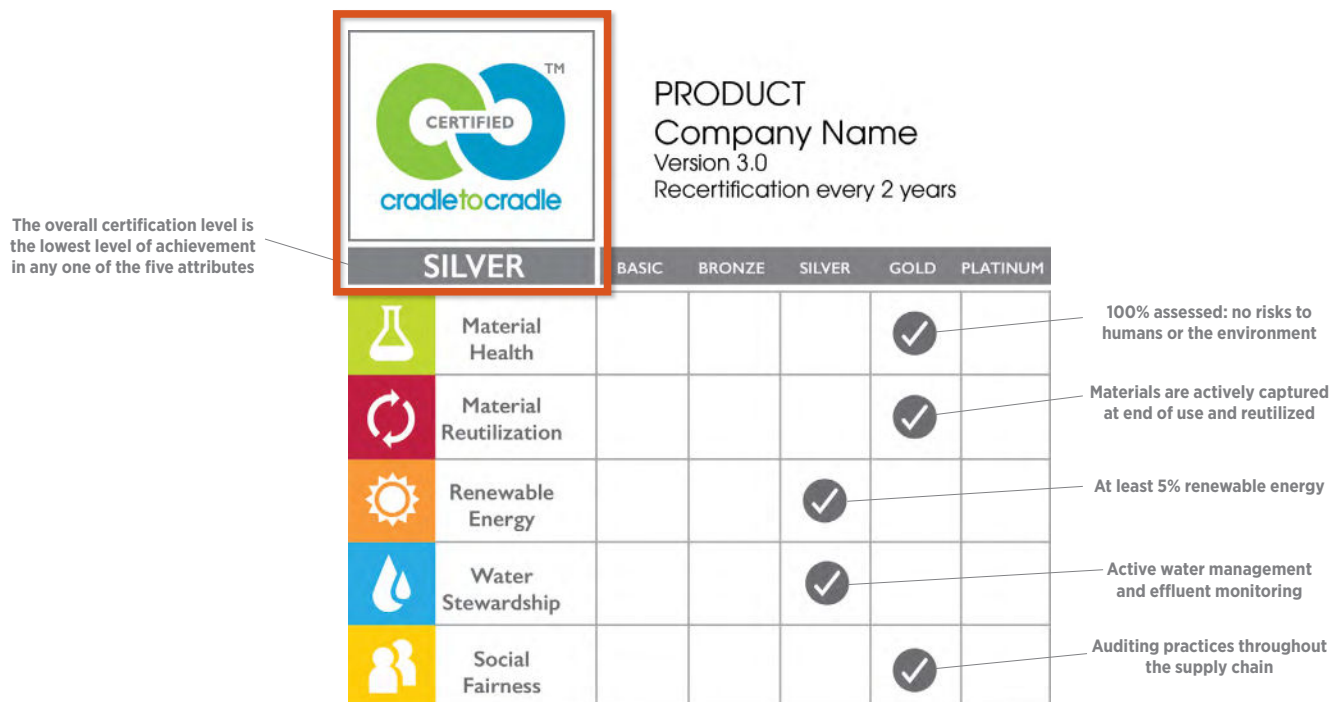 TM
CERTIFIED
cradletocradle
PRODUCT
Company Name
Version 3.0
Recertification every 2 years
The overall certification level is
the lowest level of achievement
in any one of the five attributes
SILVER
BASIC BRONZE SILVER GOLD PLATINUM
Material
Health
100% assessed: no risks to
humans or the environment
Material
Reutilization
Materials are actively captured
at end of use and reutilized
Renewable
Energy
At least 5% renewable energy
Water
Stewardship
Active water management
and effluent monitoring
Social
Fairness
Auditing practices throughout
the supply chain